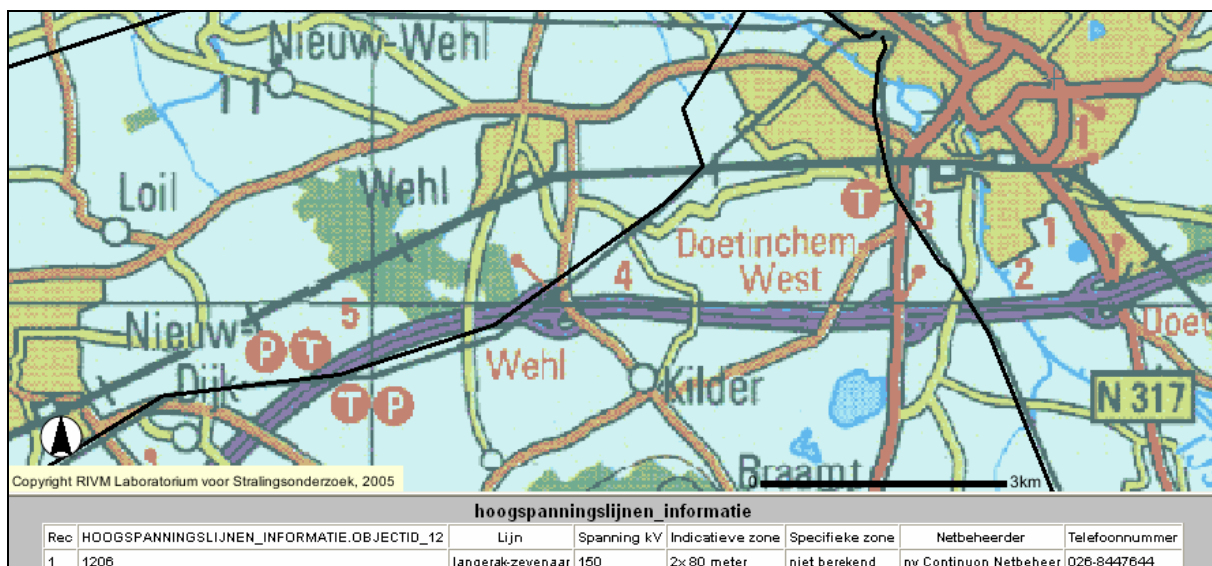 Nieuw-Wehl
Loil
Wehl
T
3
1
1
Doetinchem
West
4
2
5
Nieuw-
Dijk
P T
T P
Wehl
Kilder
Doet
N 317
Braamt
0 3km
Copyright RIVM Laboratorium voor Stralingsonderzoek, 2005
hoogspanningslijnen_informatie
Rec HOOGSPANNINGSLIJNEN_INFORMATIE.OBJECTID_12 Lijn Spanning kV Indicatieve zone Specifieke zone Netbeheerder Telefoonnummer
1 1206 langerak-zevenaar 150 2x 80 meter niet berekend nv Continuon Netbeheer 026-8447644